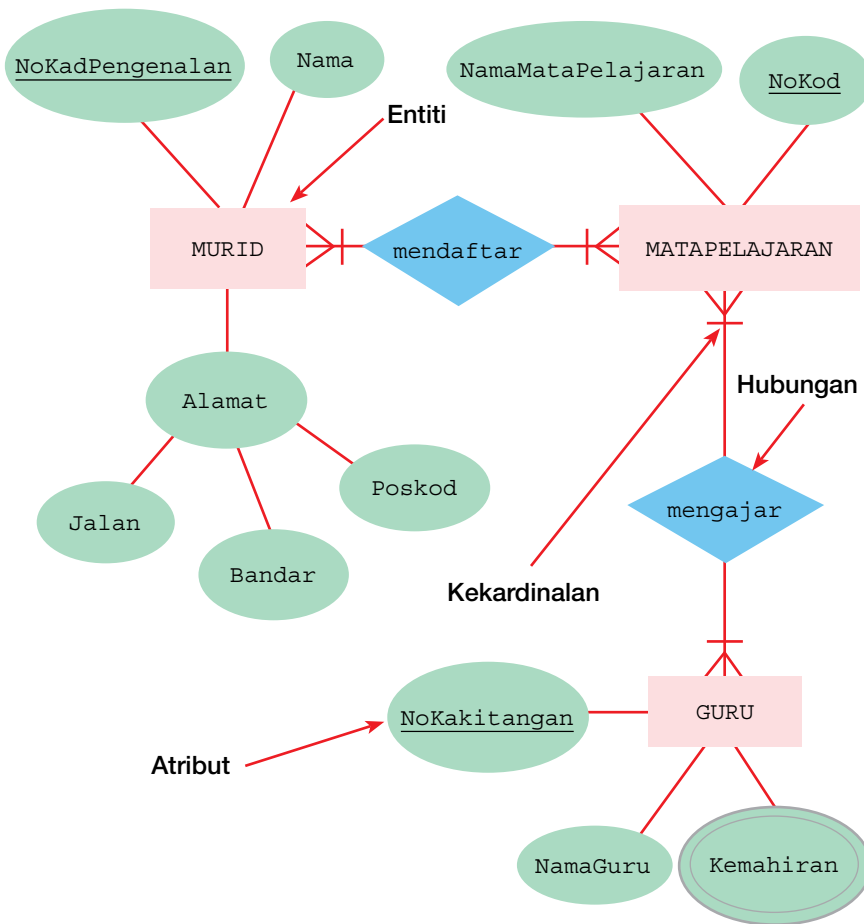 NoKadPengenalan
Nama
NamaMataPelajaran
NoKod
Entiti
MURID
mendaftar
MATAPELAJARAN
Alamat
Hubungan
Poskod
Jalan
mengajar
Bandar
Kekardinalan
NoKakitangan
GURU
Atribut
NamaGuru
Kemahiran